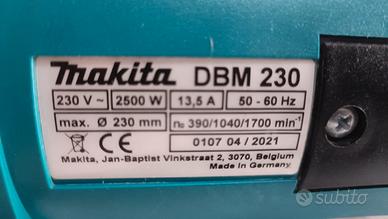 makita DBM 230
230 V ~ 2500 W 13,5 A 50 - 60 Hz
max. Ø 230 mm n₀ 390/1040/1700 min⁻¹
CE 0107 04 / 2021
Makita, Jan-Baptist Vinkstraat 2, 3070, Belgium
Made in Germany
subito